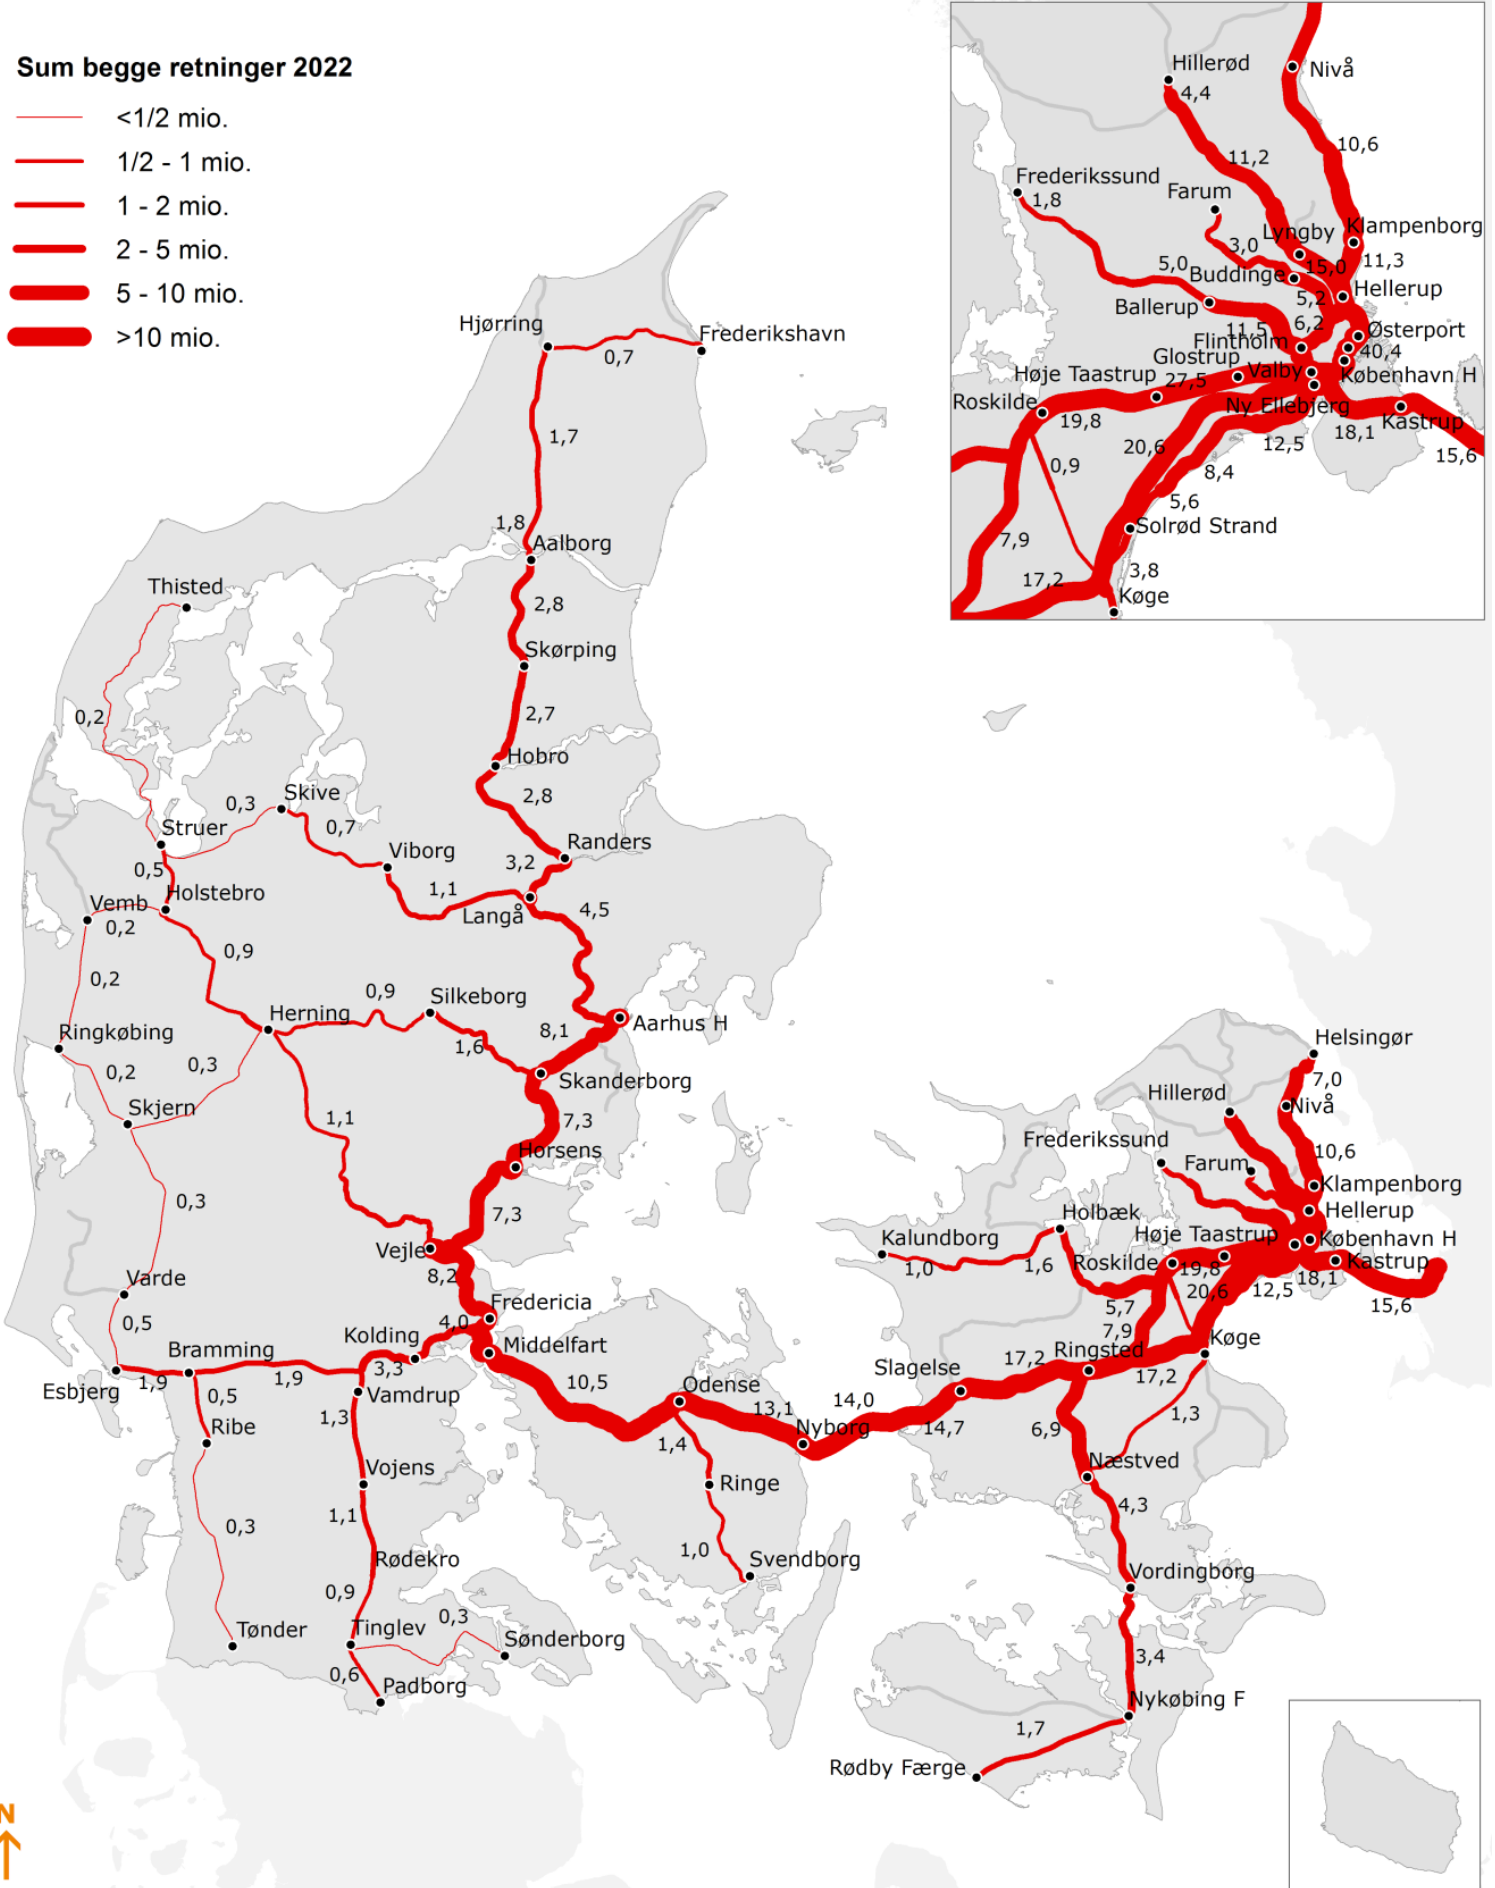 Sum begge retninger 2022
<1/2 mio.
1/2 - 1 mio.
1 - 2 mio.
2 - 5 mio.
5 - 10 mio.
>10 mio.
Hillerød
4,4
Nivå
11,2
10,6
Frederikssund
1,8
Farum
3,0
Lyngby
Klampenborg
15,0
11,3
5,0
Buddinge
5,2
Hellerup
Ballerup
11,5
6,2
Østerport
Flintholm
40,4
Glostrup
Valby
København H
Høje Taastrup
27,5
Roskilde
19,8
Ny Ellebjerg
Kastrup
12,5
18,1
15,6
20,6
0,9
8,4
5,6
Solrød Strand
7,9
17,2
3,8
Køge
Hjørring
Frederikshavn
0,7
1,7
1,8
Aalborg
Thisted
2,8
Skørping
0,2
2,7
Hobro
Skive
0,3
2,8
0,7
Struer
Randers
Viborg
3,2
0,5
1,1
Holstebro
Vemb
Langå
4,5
0,2
0,9
0,2
0,9
Silkeborg
Herning
Aarhus H
8,1
Ringkøbing
1,6
0,2
0,3
Skanderborg
Skjern
7,3
1,1
Horsens
0,3
7,3
Vejle
8,2
Varde
Fredericia
0,5
4,0
Kolding
Middelfart
Bramming
3,3
1,9
1,9
Esbjerg
0,5
Vamdrup
10,5
Odense
13,1
Ribe
1,3
Nyborg
14,0
1,4
Vojens
Ringe
1,1
0,3
1,0
Rødekro
Svendborg
0,9
Tønder
Tinglev
0,3
Sønderborg
0,6
Padborg
Helsingør
7,0
Hillerød
Nivå
Frederikssund
10,6
Farum
Klampenborg
Holbæk
Hellerup
Kalundborg
Høje Taastrup
København H
1,0
1,6
Roskilde
19,8
18,1
Kastrup
20,6
12,5
15,6
5,7
7,9
Køge
Ringsted
17,2
Slagelse
17,2
14,7
6,9
1,3
Næstved
4,3
Vordingborg
3,4
Nykøbing F
1,7
Rødby Færge
N